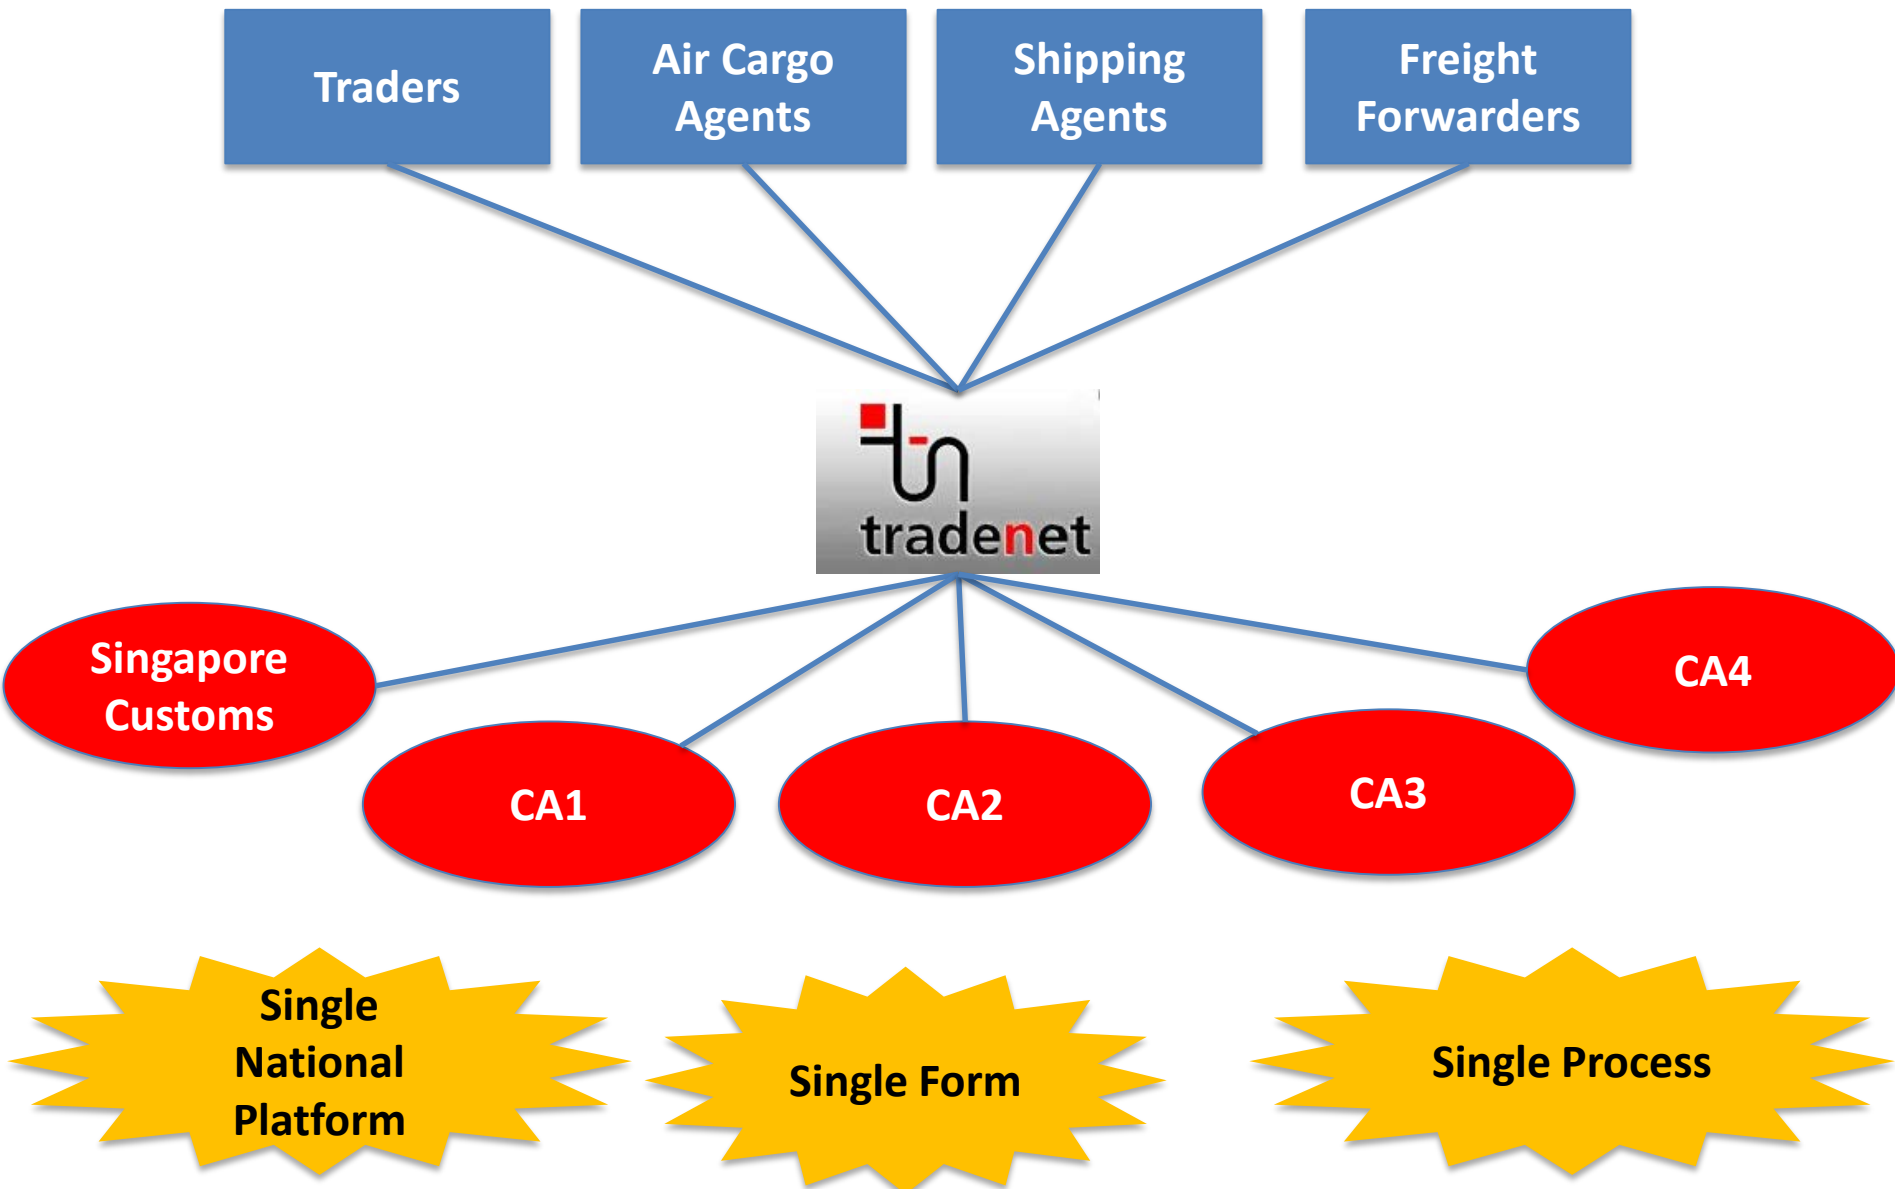 Traders
Air Cargo
Agents
Shipping
Agents
Freight
Forwarders
tn
tradenet
Singapore
Customs
CA1
CA2
CA3
CA4
Single
National
Platform
Single Form
Single Process